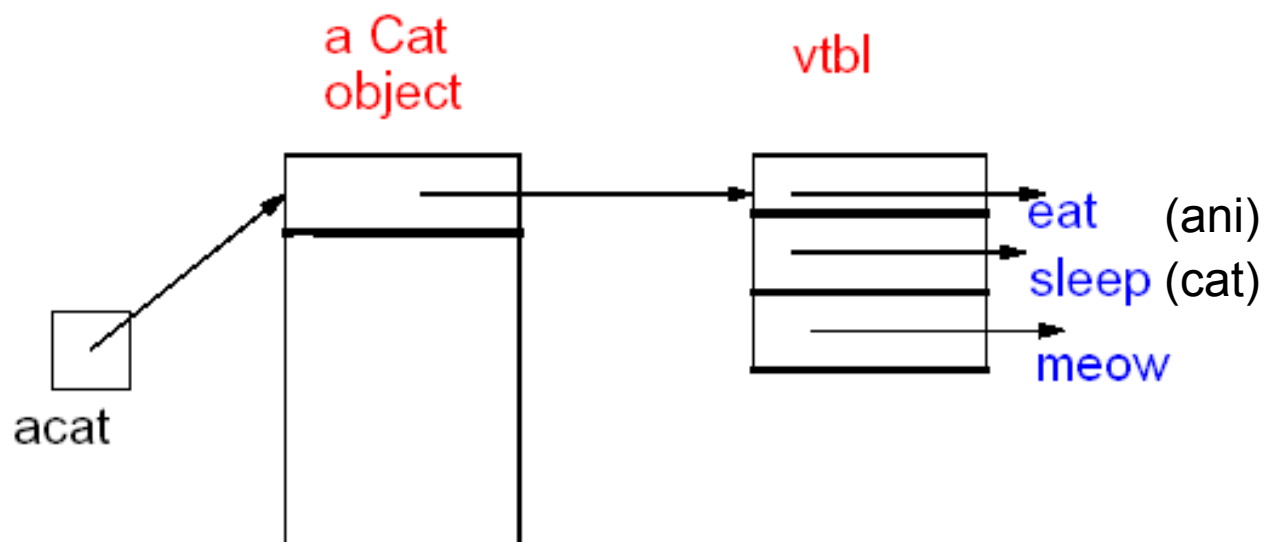 a Cat
object
vtbl
eat (ani)
sleep (cat)
meow
acat